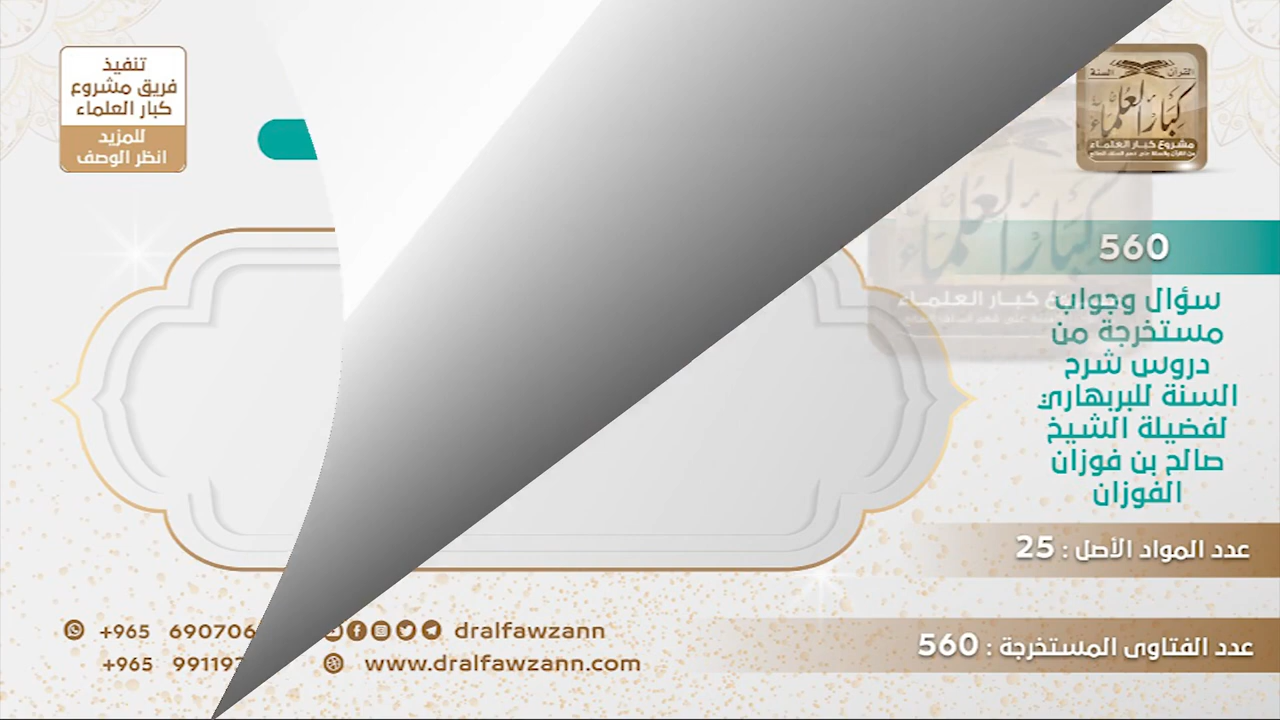 تنفيذ
فريق مشروع
كبار العلماء
للمزيد
انظر الوصف
القرآن السنة
كبار العلماء
مشروع كبار العلماء
560
سؤال وجواب
مستخرجة من
دروس شرح
السنة للبربهاري
لفضيلة الشيخ
صالح بن فوزان
الفوزان
عدد المواد الأصل : 25
عدد الفتاوى المستخرجة : 560
+965 690706
dralfawzann
+965 99119
www.dralfawzann.com